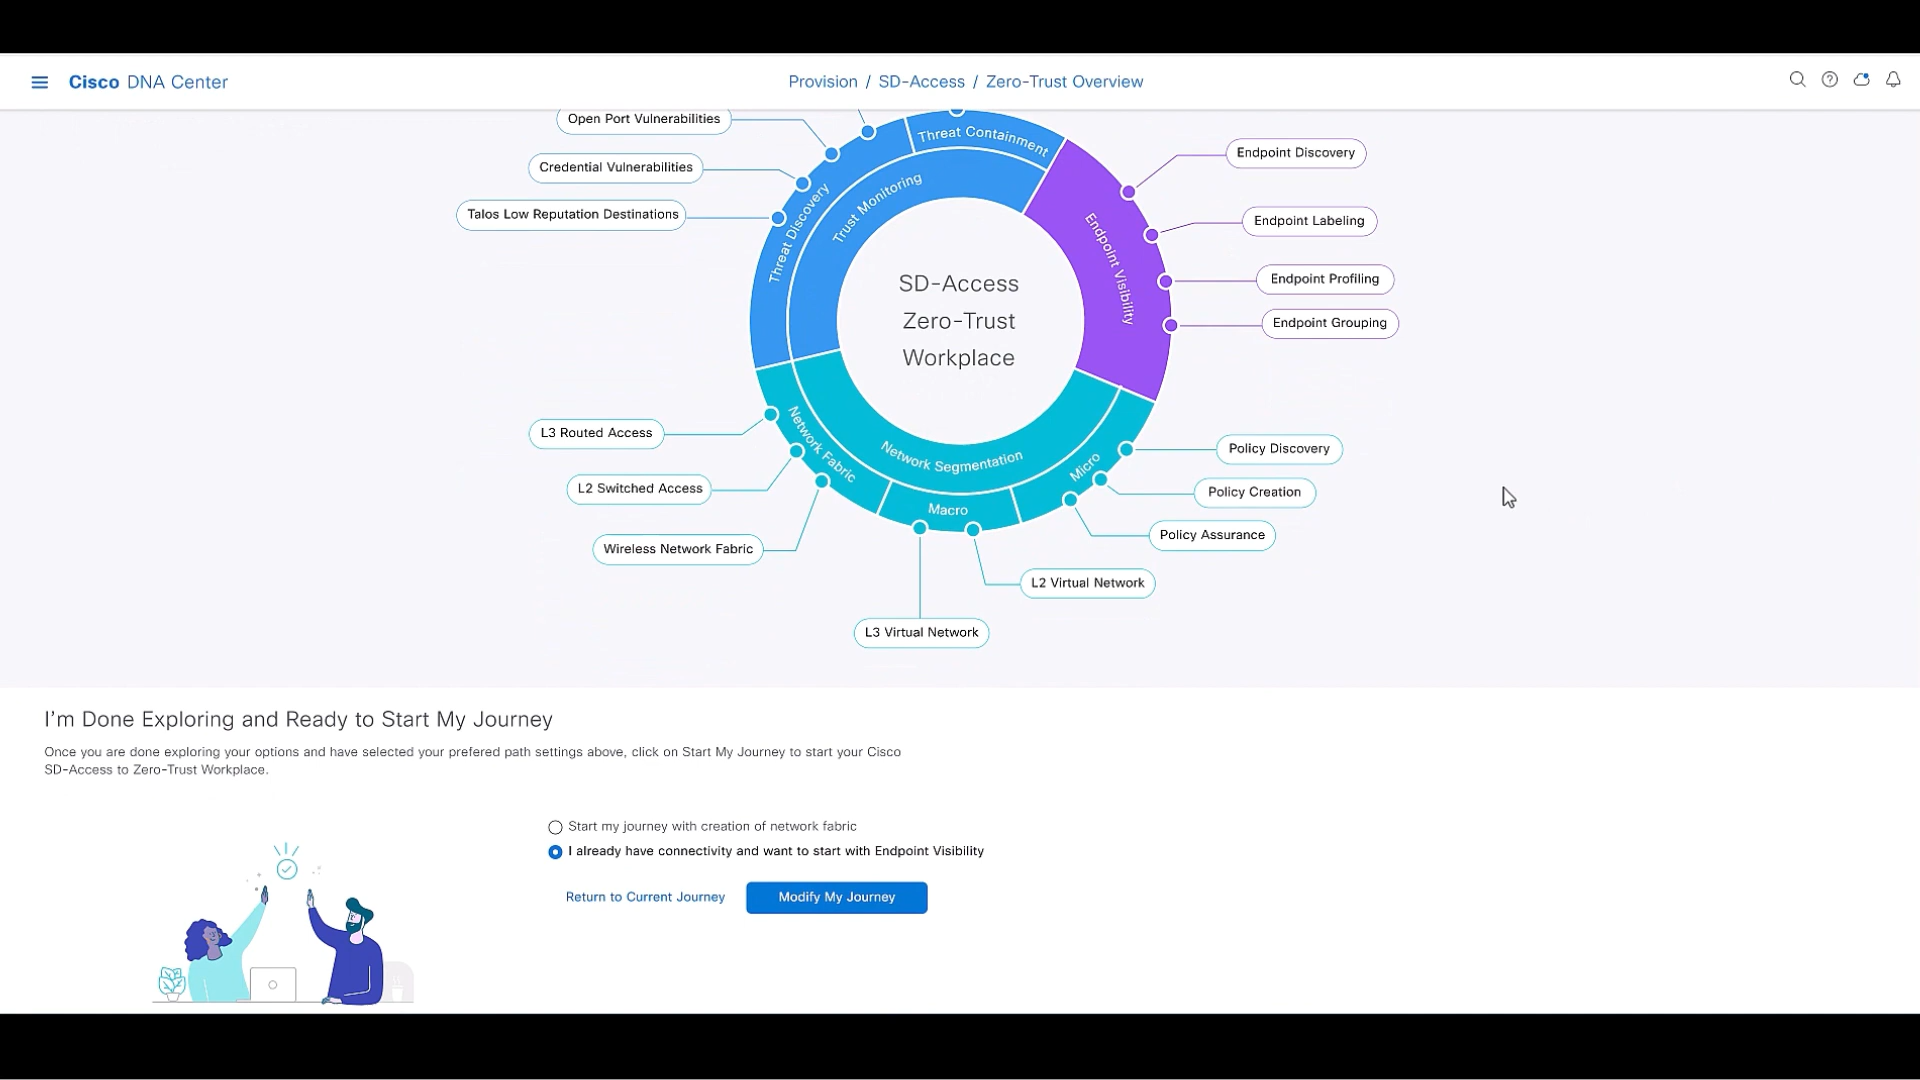 Cisco DNA Center
Provision / SD-Access / Zero-Trust Overview
Open Port Vulnerabilities
Credential Vulnerabilities
Talos Low Reputation Destinations
Threat Containment
Threat Discovery
Trust Monitoring
Endpoint Visibility
Endpoint Discovery
Endpoint Labeling
Endpoint Profiling
Endpoint Grouping
SD-Access
Zero-Trust
Workplace
L3 Routed Access
L2 Switched Access
Wireless Network Fabric
Network Fabric
Network Segmentation
Macro
Micro
Policy Discovery
Policy Creation
Policy Assurance
L2 Virtual Network
L3 Virtual Network
I'm Done Exploring and Ready to Start My Journey
Once you are done exploring your options and have selected your prefered path settings above, click on Start My Journey to start your Cisco
SD-Access to Zero-Trust Workplace.
Start my journey with creation of network fabric
I already have connectivity and want to start with Endpoint Visibility
Return to Current Journey
Modify My Journey